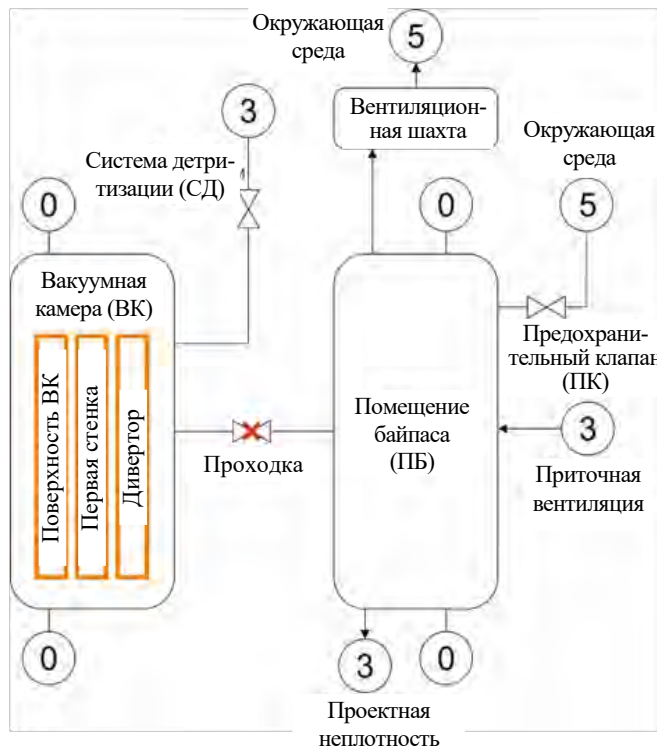 Окружающая
среда
5
3
Вентиляцион-
ная шахта
Окружающая
среда
Система детри-
тизации (СД)
0
0
5
Вакуумная
камера (ВК)
Предохрани-
тельный клапан
(ПК)
Поверхность ВК
Первая стенка
Дивертор
Проходка
Помещение
байпаса
(ПБ)
3
Приточная
вентиляция
0
3
0
Проектная
неплотность